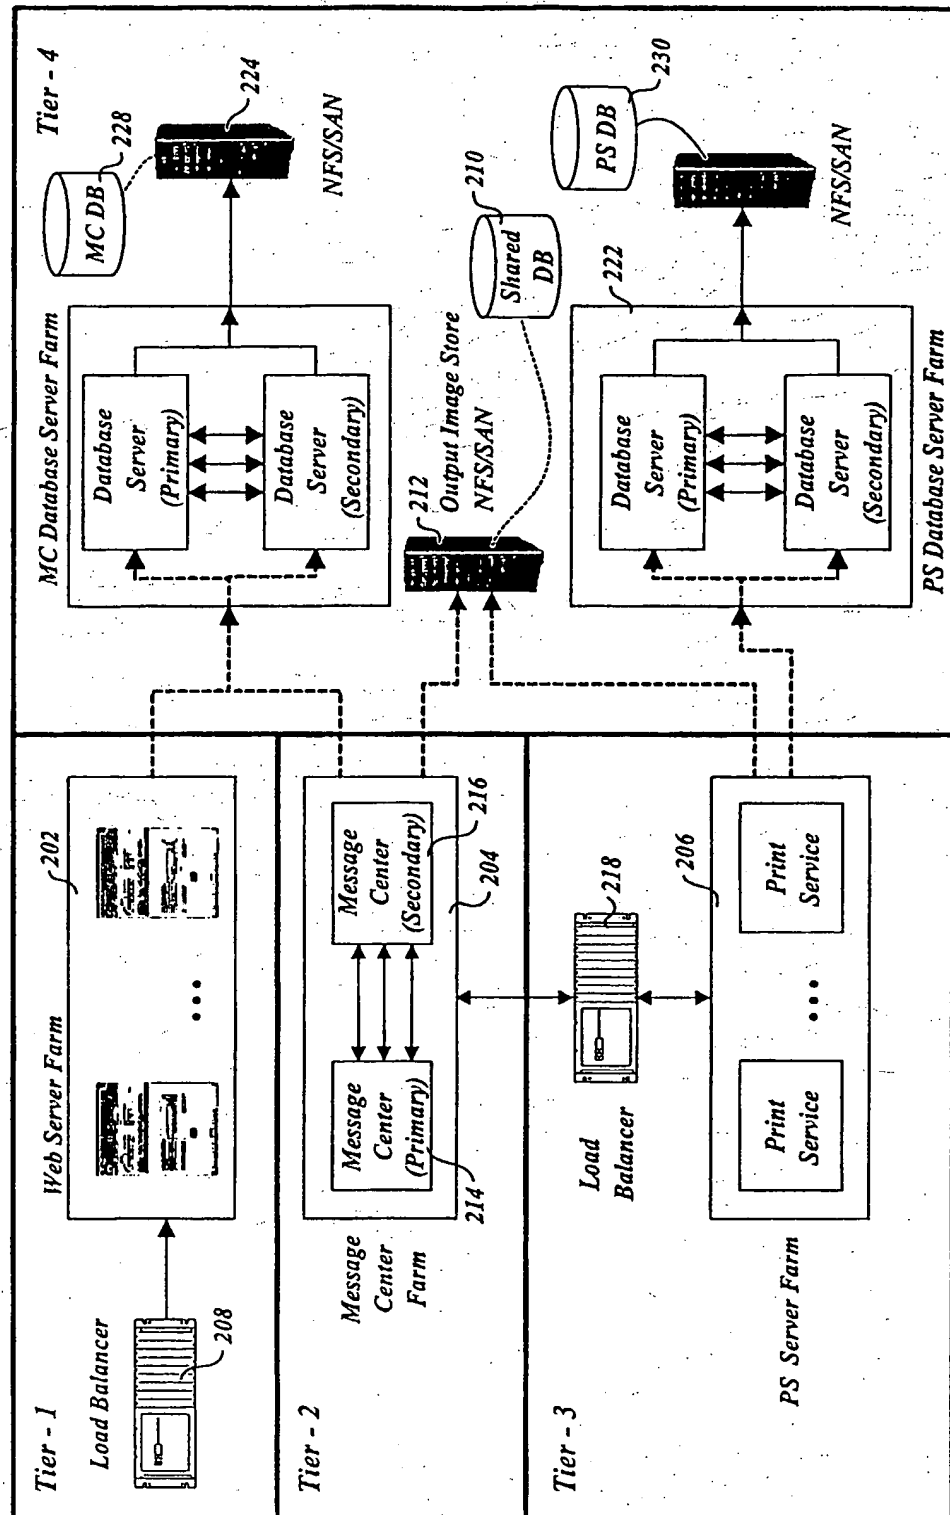 Tier - 1
Load Balancer
208
Web Server Farm
202
Tier - 2
Message
Center
Farm
Message
Center
(Primary)
214
Message
Center
(Secondary)
216
204
Tier - 3
Load
Balancer
218
PS Server Farm
Print
Service
Print
Service
206
Tier - 4
MC Database Server Farm
Database
Server
(Primary)
Database
Server
(Secondary)
MC DB
228
224
NFS/SAN
212
Output Image Store
NFS/SAN
Shared
DB
210
PS Database Server Farm
222
Database
Server
(Primary)
Database
Server
(Secondary)
PS DB
230
NFS/SAN